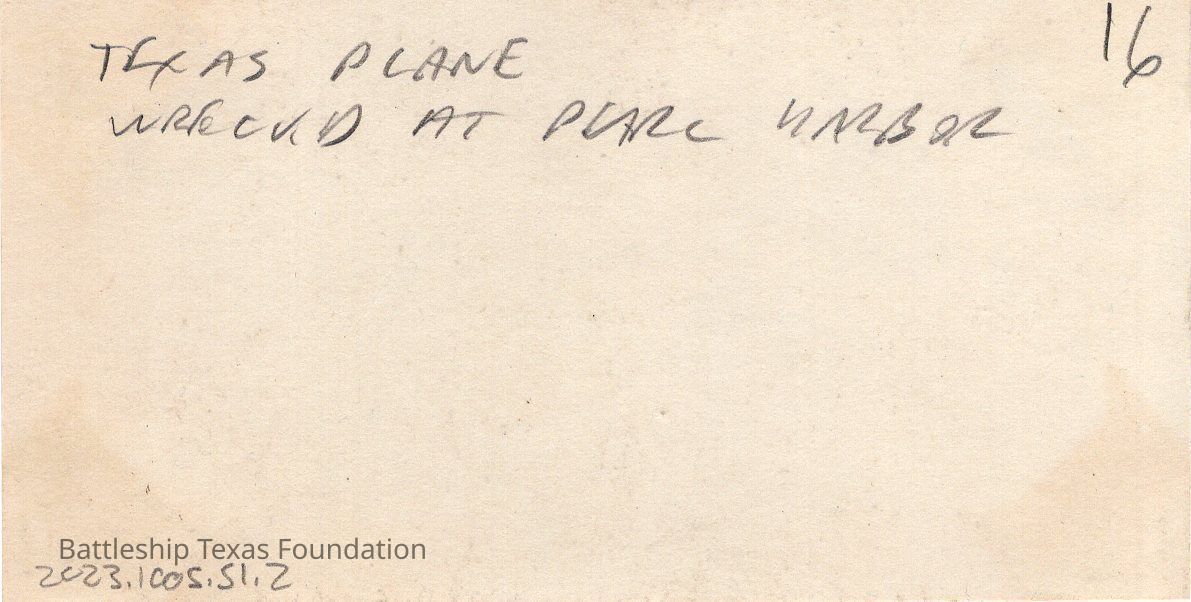 TEXAS PLANE
16
WRECKED AT PEARL HARBOR
Battleship Texas Foundation
2023.1005.51.2